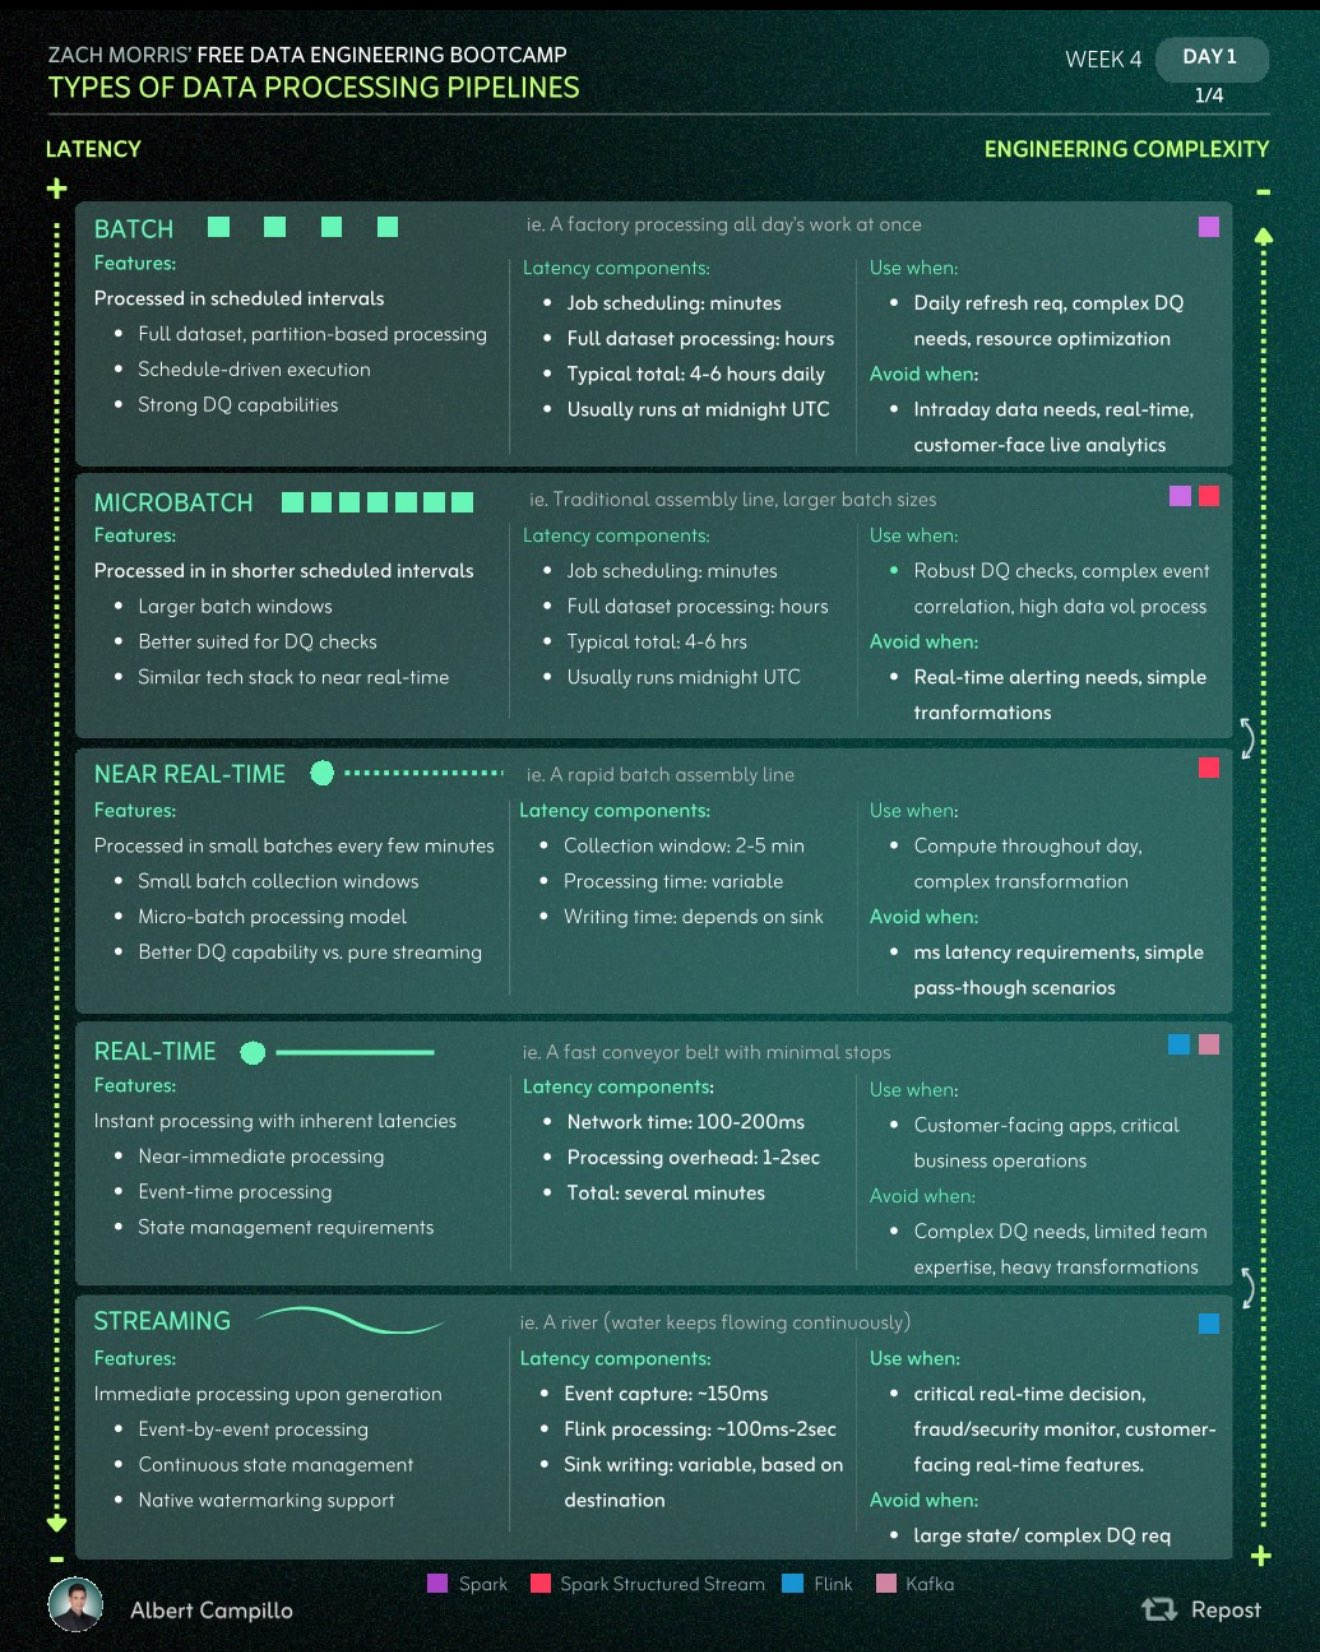 ZACH MORRIS' FREE DATA ENGINEERING BOOTCAMP
TYPES OF DATA PROCESSING PIPELINES
WEEK 4 DAY 1
1/4
LATENCY
ENGINEERING COMPLEXITY
+
-
BATCH
ie. A factory processing all day's work at once
Features:
Processed in scheduled intervals
• Full dataset, partition-based processing
• Schedule-driven execution
• Strong DQ capabilities
Latency components:
• Job scheduling: minutes
• Full dataset processing: hours
• Typical total: 4-6 hours daily
• Usually runs at midnight UTC
Use when:
• Daily refresh req, complex DQ
needs, resource optimization
Avoid when:
• Intraday data needs, real-time,
customer-face live analytics
MICROBATCH
ie. Traditional assembly line, larger batch sizes
Features:
Processed in in shorter scheduled intervals
• Larger batch windows
• Better suited for DQ checks
• Similar tech stack to near real-time
Latency components:
• Job scheduling: minutes
• Full dataset processing: hours
• Typical total: 4-6 hrs
• Usually runs midnight UTC
Use when:
• Robust DQ checks, complex event
correlation, high data vol process
Avoid when:
• Real-time alerting needs, simple
tranformations
NEAR REAL-TIME
ie. A rapid batch assembly line
Features:
Processed in small batches every few minutes
• Small batch collection windows
• Micro-batch processing model
• Better DQ capability vs. pure streaming
Latency components:
• Collection window: 2-5 min
• Processing time: variable
• Writing time: depends on sink
Use when:
• Compute throughout day,
complex transformation
Avoid when:
• ms latency requirements, simple
pass-though scenarios
REAL-TIME
ie. A fast conveyor belt with minimal stops
Features:
Instant processing with inherent latencies
• Near-immediate processing
• Event-time processing
• State management requirements
Latency components:
• Network time: 100-200ms
• Processing overhead: 1-2sec
• Total: several minutes
Use when:
• Customer-facing apps, critical
business operations
Avoid when:
• Complex DQ needs, limited team
expertise, heavy transformations
STREAMING
ie. A river (water keeps flowing continuously)
Features:
Immediate processing upon generation
• Event-by-event processing
• Continuous state management
• Native watermarking support
Latency components:
• Event capture: ~150ms
• Flink processing: ~100ms-2sec
• Sink writing: variable, based on
destination
Use when:
• critical real-time decision,
fraud/security monitor, customer-
facing real-time features.
Avoid when:
• large state/ complex DQ req
-
+
Spark Spark Structured Stream Flink Kafka
Albert Campillo
Repost